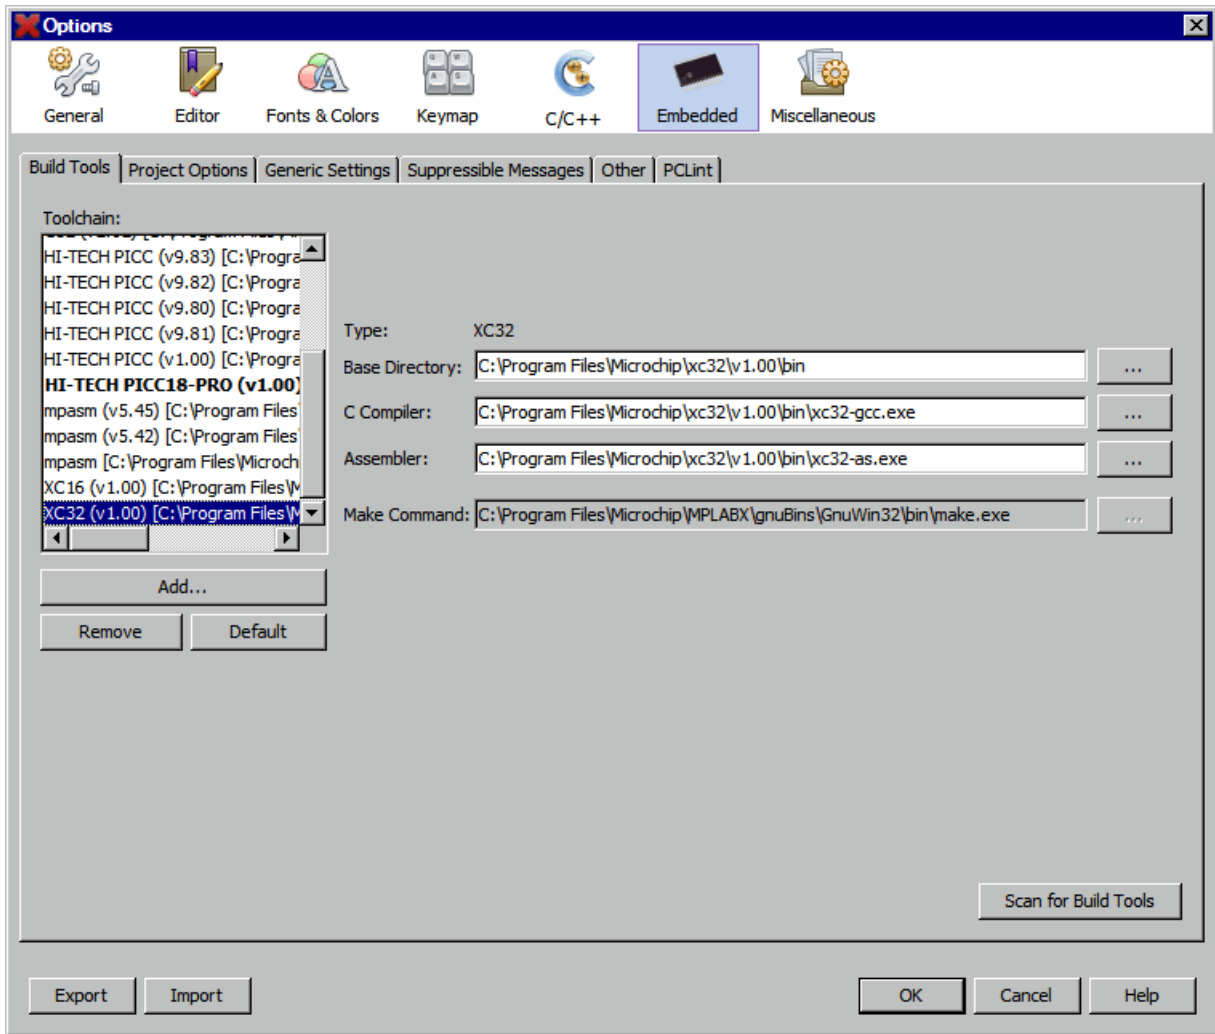 Options
General
Editor
Fonts & Colors
Keymap
C/C++
Embedded
Miscellaneous
Build Tools
Project Options
Generic Settings
Suppressible Messages
Other
PCLint
Toolchain:
HI-TECH PICC (v9.83) [C:\Progra
HI-TECH PICC (v9.82) [C:\Progra
HI-TECH PICC (v9.80) [C:\Progra
HI-TECH PICC (v9.81) [C:\Progra
HI-TECH PICC (v1.00) [C:\Progra
HI-TECH PICC18-PRO (v1.00)
mpasm (v5.45) [C:\Program Files
mpasm (v5.42) [C:\Program Files
mpasm [C:\Program Files\Microch
XC16 (v1.00) [C:\Program Files\M
XC32 (v1.00) [C:\Program Files\M
Add...
Remove
Default
Type: XC32
Base Directory: C:\Program Files\Microchip\xc32\v1.00\bin ...
C Compiler: C:\Program Files\Microchip\xc32\v1.00\bin\xc32-gcc.exe ...
Assembler: C:\Program Files\Microchip\xc32\v1.00\bin\xc32-as.exe ...
Make Command: C:\Program Files\Microchip\MPLABX\gnuBins\GnuWin32\bin\make.exe ...
Scan for Build Tools
Export
Import
OK
Cancel
Help